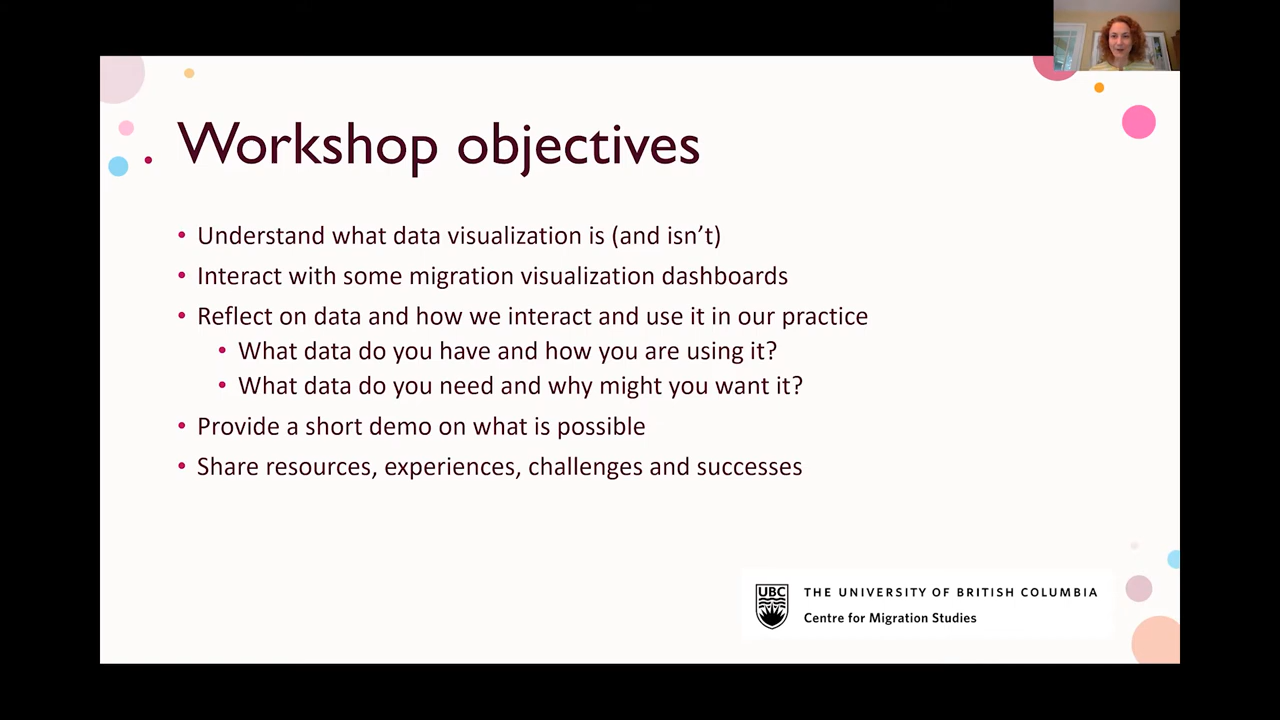 Workshop objectives
• Understand what data visualization is (and isn't)
• Interact with some migration visualization dashboards
• Reflect on data and how we interact and use it in our practice
• What data do you have and how you are using it?
• What data do you need and why might you want it?
• Provide a short demo on what is possible
• Share resources, experiences, challenges and successes
UBC
THE UNIVERSITY OF BRITISH COLUMBIA
Centre for Migration Studies